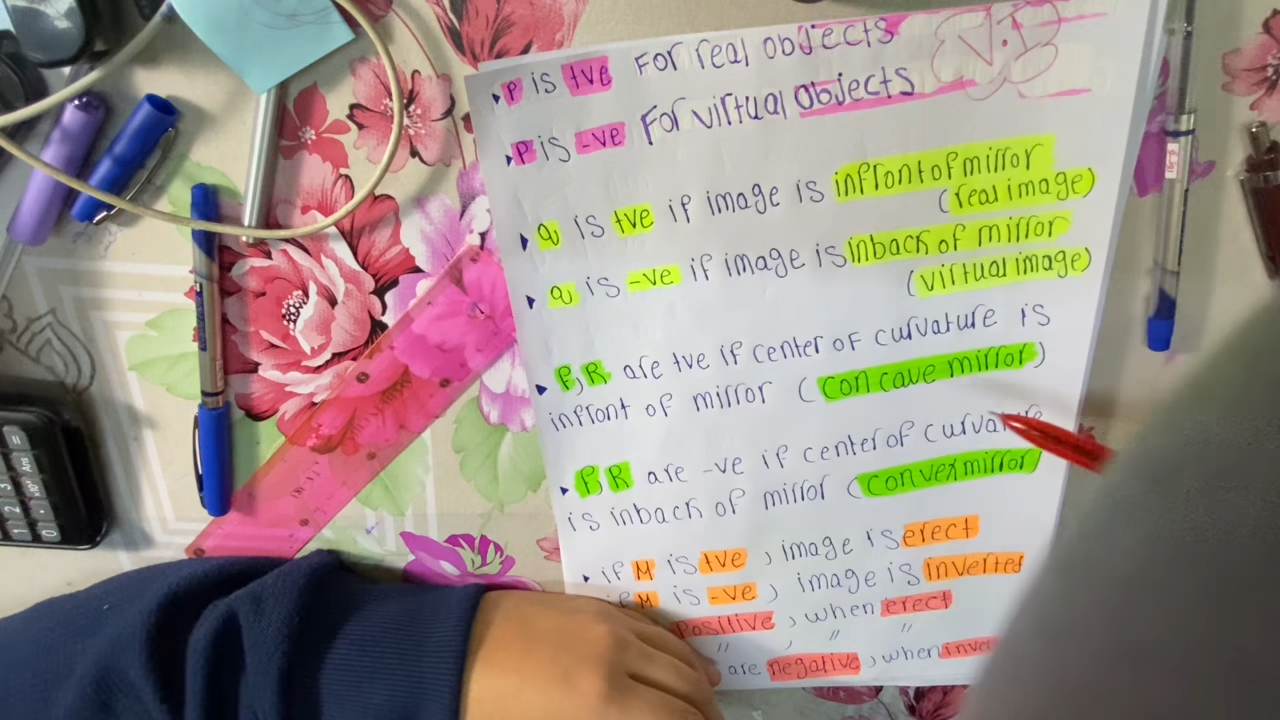 P is +ve For real objects
V.I
P is -ve For virtual objects
q is +ve if image is infront of mirror
(real image)
q is -ve if image is inback of mirror
(virtual image)
F, R are +ve if center of curvature is
infront of mirror (concave mirror)
F, R are -ve if center of
is inback of mirror (convex mirror)
if M is +ve, image is erect
M is -ve, image is inverted
Positive, when erect
" , " "
are negative, when